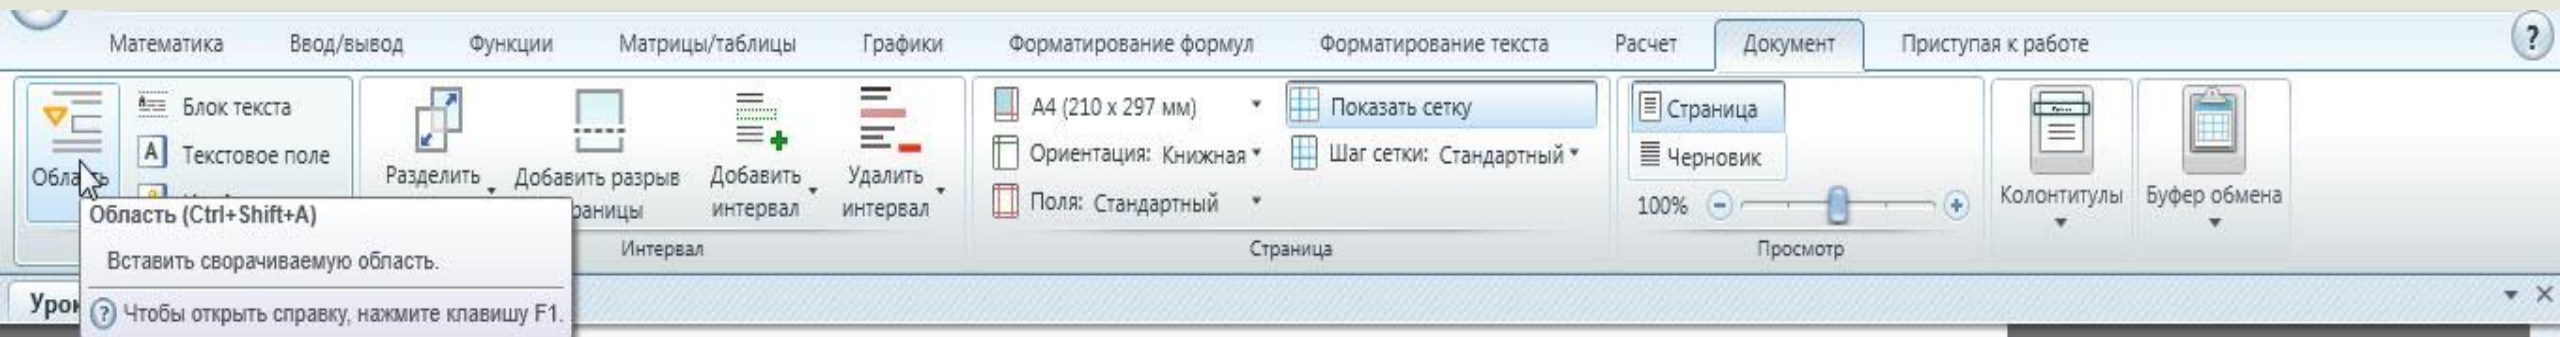 Математика Ввод/вывод Функции Матрицы/таблицы Графики Форматирование формул Форматирование текста Расчет Документ Приступая к работе ?
Блок текста
Текстовое поле
Разделить
Добавить разрыв
Добавить интервал
Удалить интервал
Интервал
A4 (210 x 297 мм)
Ориентация: Книжная
Поля: Стандартный
Показать сетку
Шаг сетки: Стандартный
Страница
Страница
Черновик
100%
Просмотр
Колонтитулы
Буфер обмена
Область (Ctrl+Shift+A)
Вставить сворачиваемую область.
Чтобы открыть справку, нажмите клавишу F1.